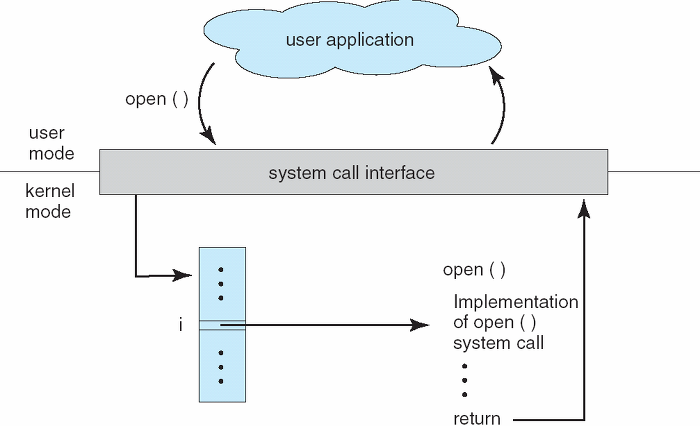 user application
open ( )
user
mode
system call interface
kernel
mode
open ( )
i
Implementation
of open ( )
system call
return